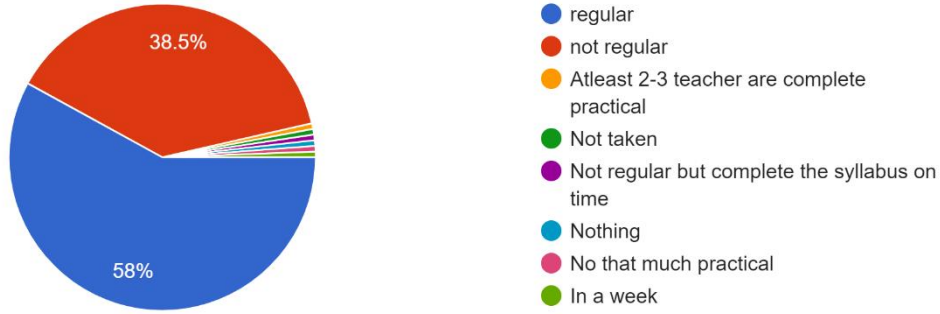 38.5%
58%
regular
not regular
Atleast 2-3 teacher are complete
practical
Not taken
Not regular but complete the syllabus on
time
Nothing
No that much practical
In a week